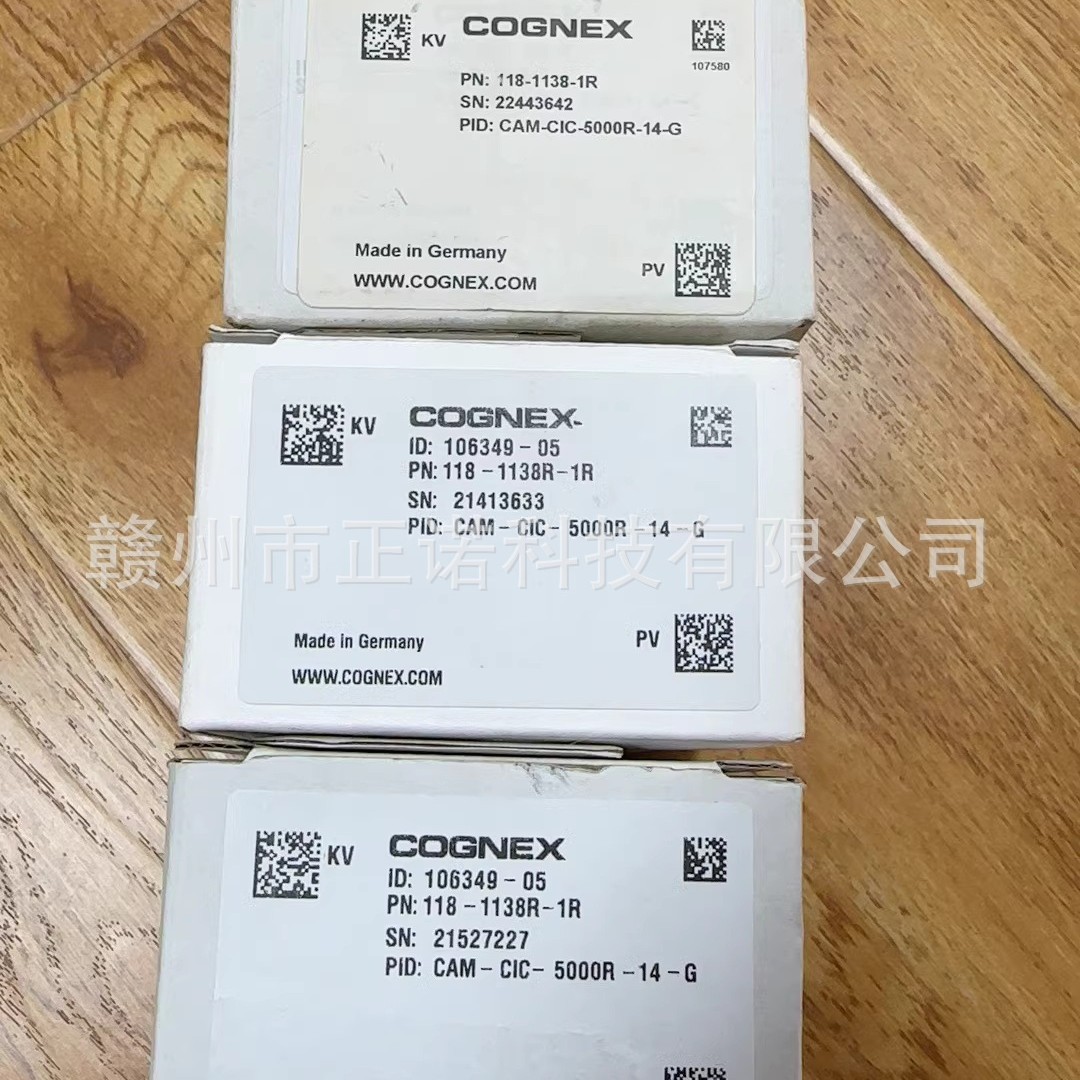 KV COGNEX
107580
PN: 118-1138-1R
SN: 22443642
PID: CAM-CIC-5000R-14-G
Made in Germany
PV
WWW.COGNEX.COM
KV COGNEX
ID: 106349-05
PN: 118-1138R-1R
SN: 21413633
PID: CAM-CIC-5000R-14-G
赣州市正诺科技有限公司
Made in Germany
PV
WWW.COGNEX.COM
KV COGNEX
ID: 106349-05
PN: 118-1138R-1R
SN: 21527227
PID: CAM-CIC-5000R-14-G